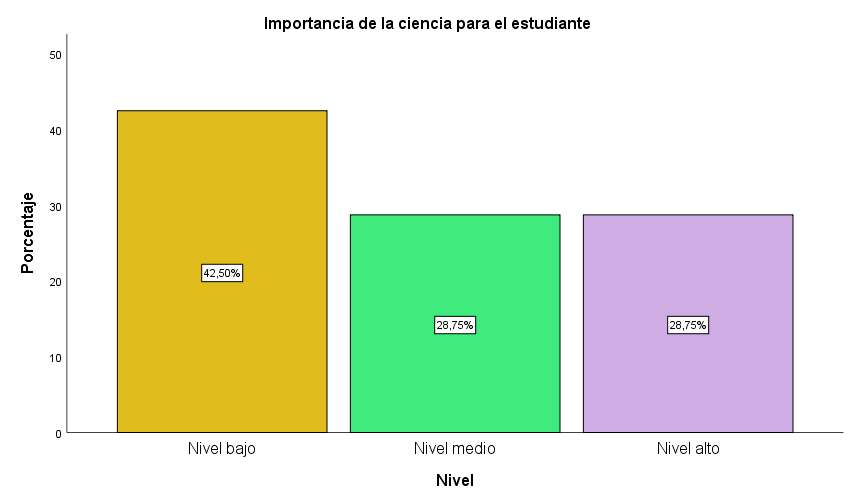 Importancia de la ciencia para el estudiante
Porcentaje
50
40
30
20
10
0
42,50%
28,75%
28,75%
Nivel bajo
Nivel medio
Nivel alto
Nivel